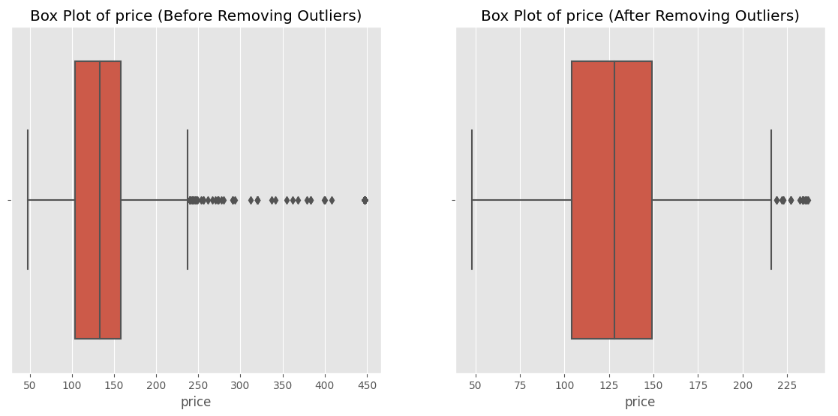 Box Plot of price (Before Removing Outliers)
Box Plot of price (After Removing Outliers)
50 100 150 200 250 300 350 400 450
50 75 100 125 150 175 200 225
price
price